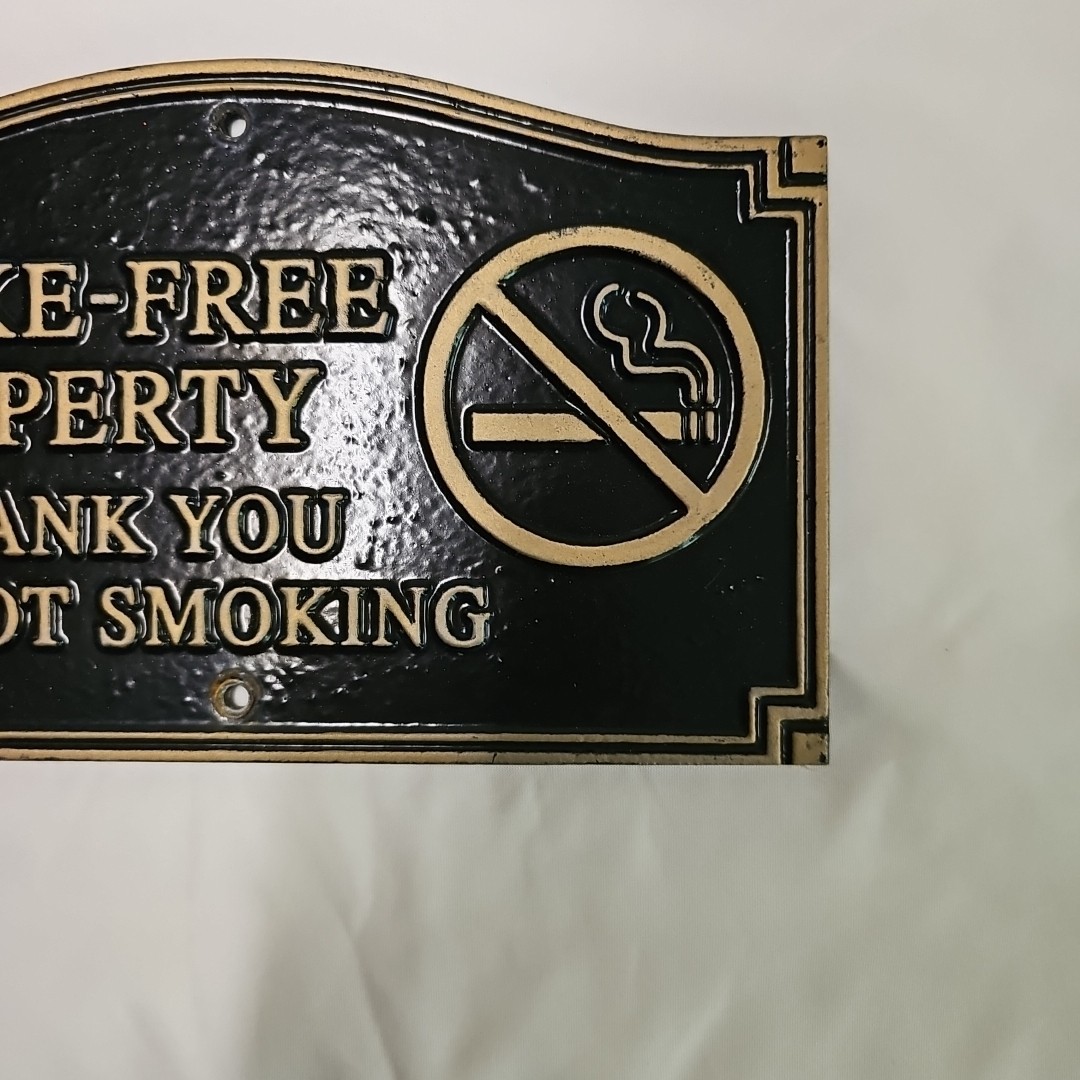 KE-FREE
PERTY
ANK YOU
OT SMOKING